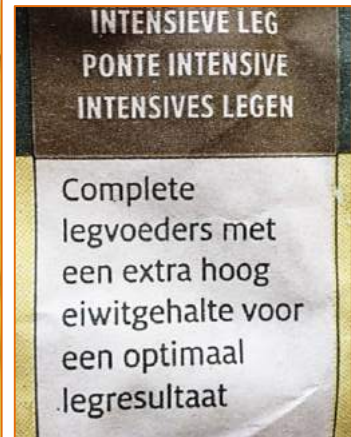 INTENSIEVE LEG
PONTE INTENSIVE
INTENSIVES LEGEN
Complete
legvoeders met
een extra hoog
eiwitgehalte voor
een optimaal
legresultaat